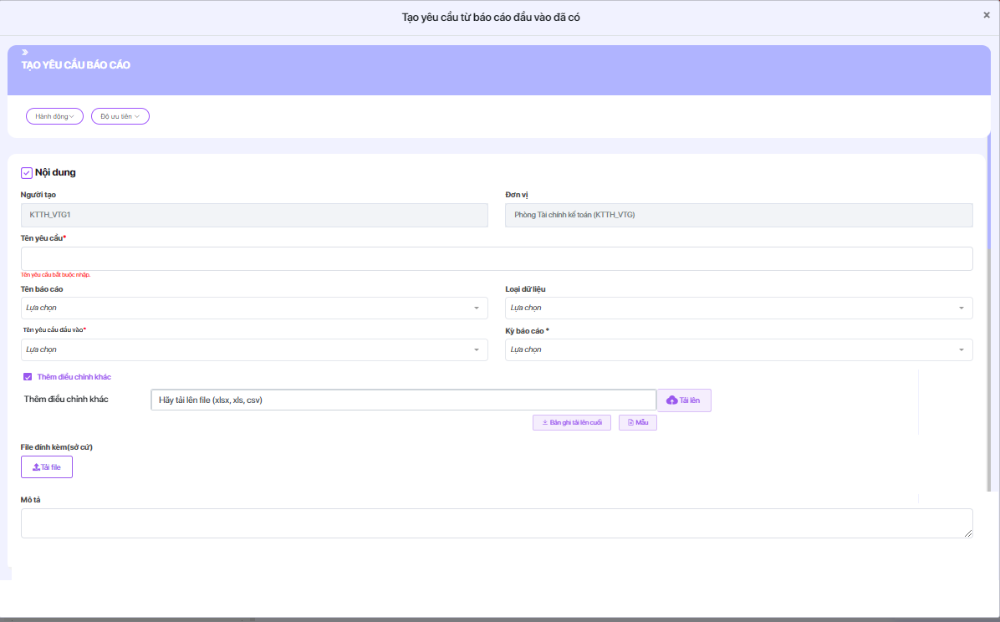 Tạo yêu cầu từ báo cáo đầu vào đã có
×
TẠO YÊU CẦU BÁO CÁO
Hành động
Độ ưu tiên
Nội dung
Người tạo
Đơn vị
KTTH_VTG1
Phòng Tài chính kế toán (KTTH_VTG)
Tên yêu cầu*
Tên yêu cầu bắt buộc nhập.
Tên báo cáo
Loại dữ liệu
Lựa chọn
Lựa chọn
Tên yêu cầu đầu vào*
Kỳ báo cáo *
Lựa chọn
Lựa chọn
Thêm điều chỉnh khác
Thêm điều chỉnh khác
Hãy tải lên file (xlsx, xls, csv)
Tải lên
Bản ghi tải lên cuối
Mẫu
File đính kèm(sở cứ)
Tải file
Mô tả